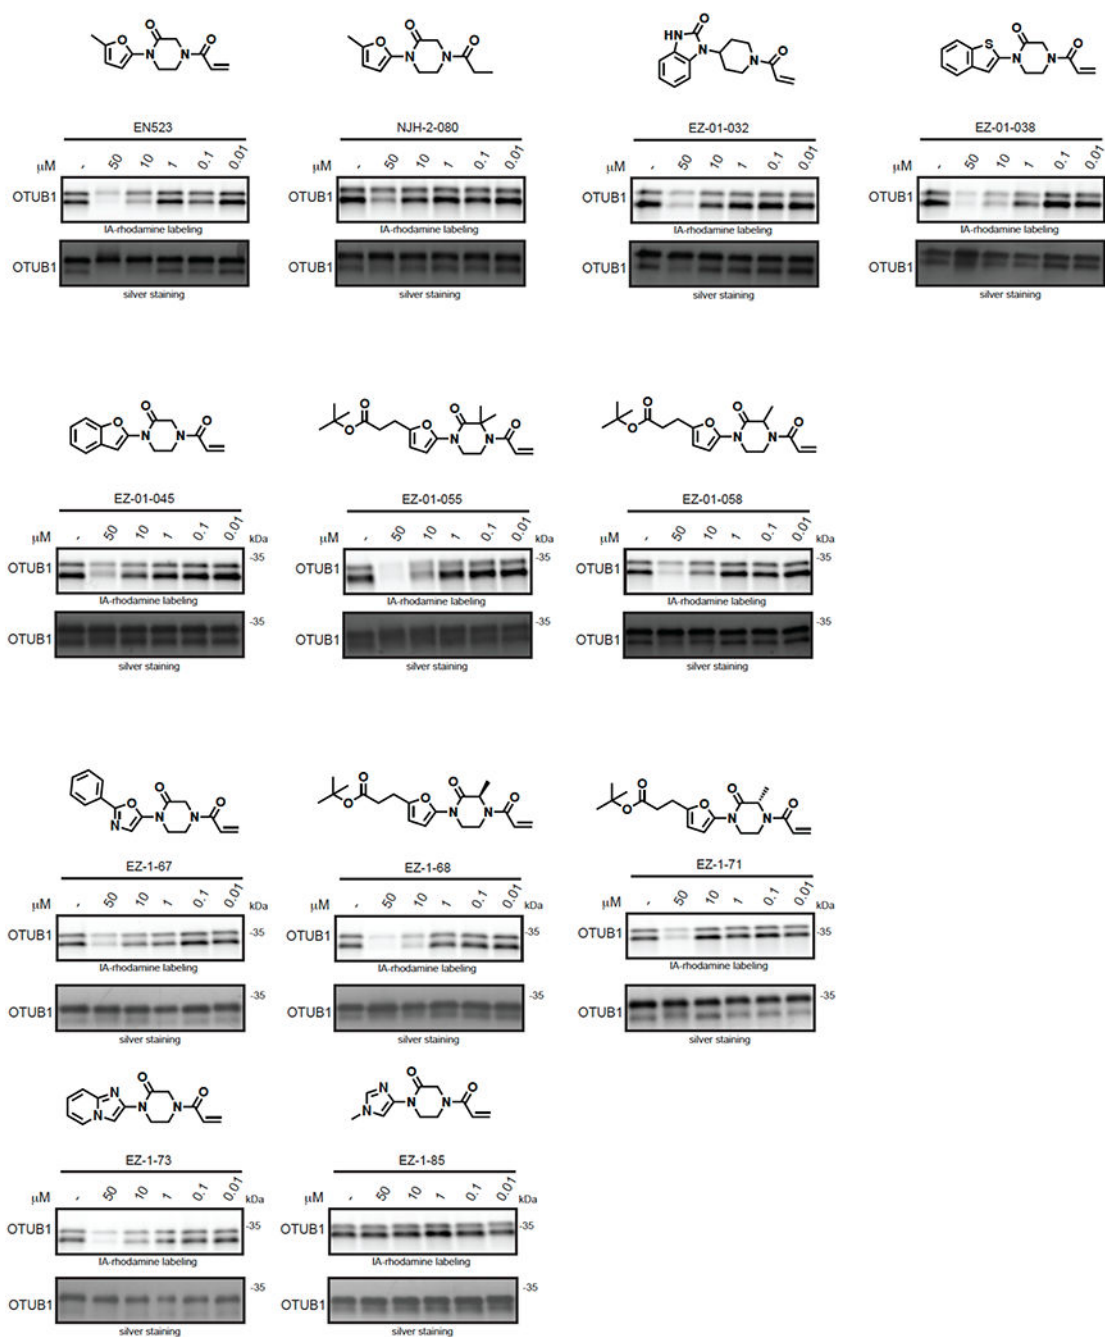 EN523
μM - 50 10 1 0.1 0.01
OTUB1
IA-rhodamine labeling
OTUB1
silver staining
NJH-2-080
- 50 10 1 0.1 0.01
OTUB1
IA-rhodamine labeling
OTUB1
silver staining
EZ-01-032
μM - 50 10 1 0.1 0.01
OTUB1
IA-rhodamine labeling
OTUB1
silver staining
EZ-01-038
μM - 50 10 1 0.1 0.01
OTUB1
IA-rhodamine labeling
OTUB1
silver staining
EZ-01-045
μM - 50 10 1 0.1 0.01 kDa
OTUB1 -35
IA-rhodamine labeling
OTUB1 -35
silver staining
EZ-01-055
μM - 50 10 1 0.1 0.01 kDa
OTUB1 -35
IA-rhodamine labeling
OTUB1 -35
silver staining
EZ-01-058
μM - 50 10 1 0.1 0.01 kDa
OTUB1 -35
IA-rhodamine labeling
OTUB1 -35
silver staining
EZ-1-67
μM - 50 10 1 0.1 0.01 kDa
OTUB1 -35
IA-rhodamine labeling
OTUB1 -35
silver staining
EZ-1-68
μM - 50 10 1 0.1 0.01 kDa
OTUB1 -35
IA-rhodamine labeling
OTUB1 -35
silver staining
EZ-1-71
μM - 50 10 1 0.1 0.01 kDa
OTUB1 -35
IA-rhodamine labeling
OTUB1 -35
silver staining
EZ-1-73
μM - 50 10 1 0.1 0.01 kDa
OTUB1 -35
IA-rhodamine labeling
OTUB1 -35
silver staining
EZ-1-85
μM - 50 10 1 0.1 0.01 kDa
OTUB1 -35
IA-rhodamine labeling
OTUB1 -35
silver staining